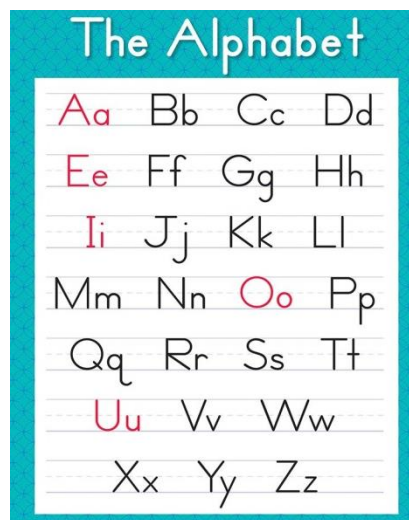 The Alphabet
Aa Bb Cc Dd
Ee Ff Gg Hh
Ii Jj Kk Ll
Mm Nn Oo Pp
Qq Rr Ss Tt
Uu Vv Ww
Xx Yy Zz